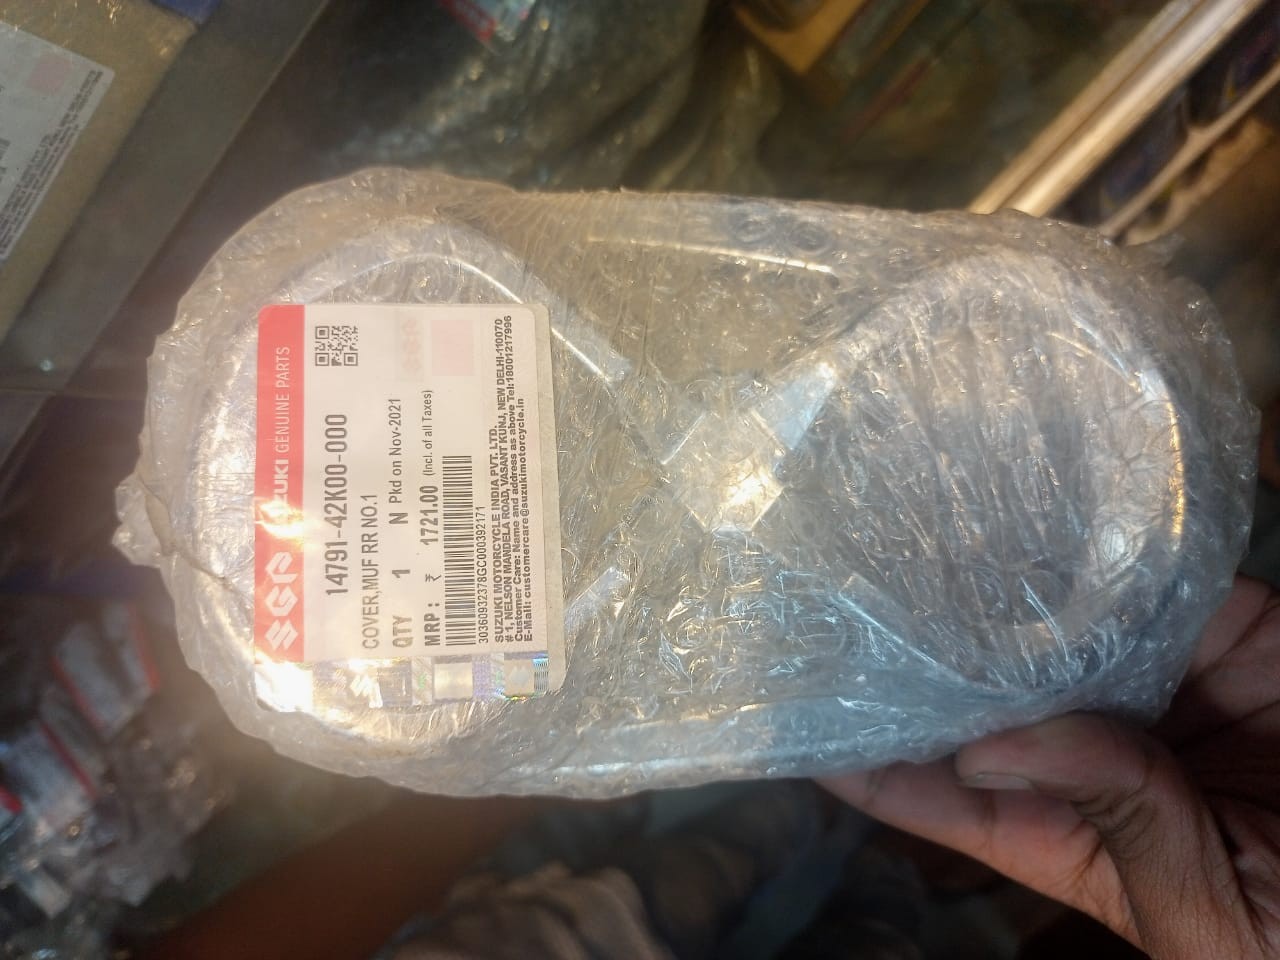 SUZUKI GENUINE PARTS
SGP
14791-42K00-000
COVER,MUF RR NO.1
QTY 1 N Pkd on Nov-2021
MRP: ₹ 1721.00 (Incl. of all Taxes)
30360932378GC000392171
SUZUKI MOTORCYCLE INDIA PVT. LTD.
# 1, NELSON MANDELA ROAD, VASANT KUNJ, NEW DELHI-110070
Customer Care: Name and address as above Tel:18001217996
E-Mail: customercare@suzukimotorcycle.in